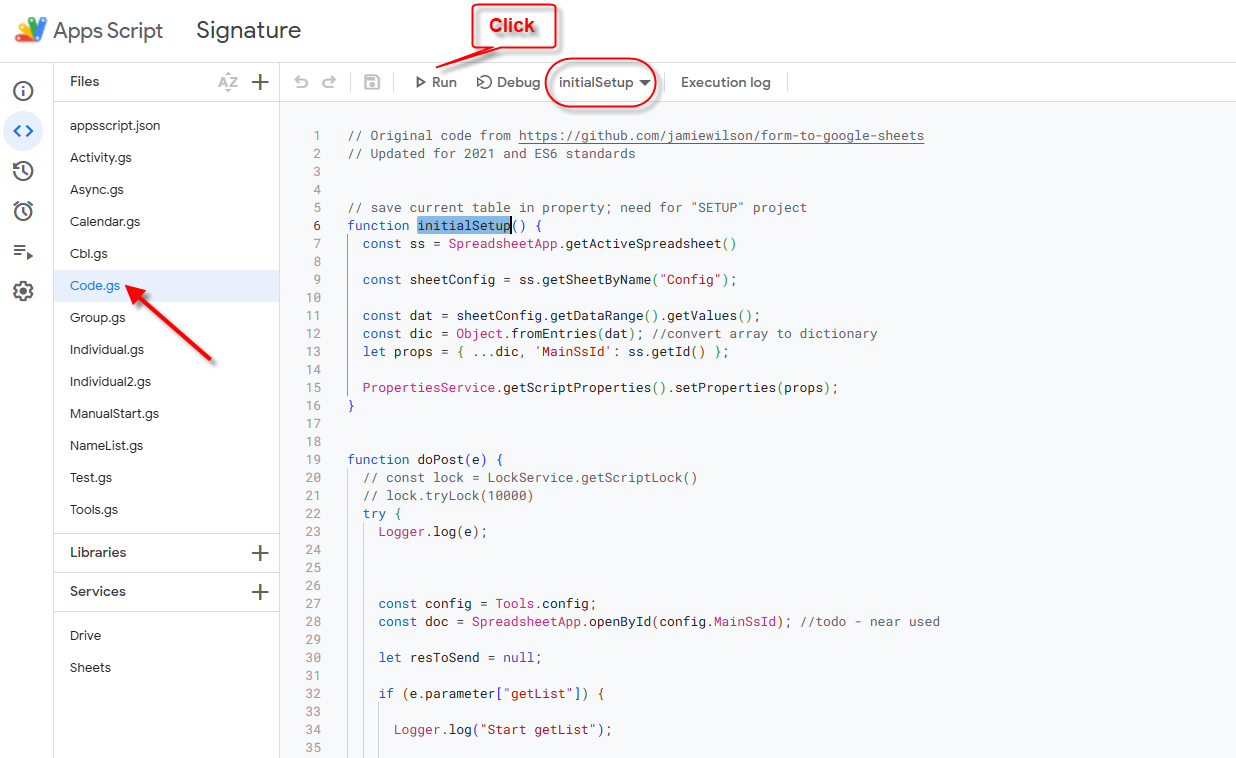 Apps Script
Signature
Click
Files
AZ
Run
Debug
initialSetup
Execution log
appsscript.json
Activity.gs
Async.gs
Calendar.gs
Cbl.gs
Code.gs
Group.gs
Individual.gs
Individual2.gs
ManualStart.gs
NameList.gs
Test.gs
Tools.gs
Libraries
Services
Drive
Sheets
1 // Original code from https://github.com/jamiewilson/form-to-google-sheets
2 // Updated for 2021 and ES6 standards
3
4
5 // save current table in property; need for "SETUP" project
6 function initialSetup() {
7 const ss = SpreadsheetApp.getActiveSpreadsheet()
8
9 const sheetConfig = ss.getSheetByName("Config");
10
11 const dat = sheetConfig.getDataRange().getValues();
12 const dic = Object.fromEntries(dat); //convert array to dictionary
13 let props = { ...dic, 'MainSsId': ss.getId() };
14
15 PropertiesService.getScriptProperties().setProperties(props);
16 }
17
18
19 function doPost(e) {
20 // const lock = LockService.getScriptLock()
21 // lock.tryLock(10000)
22 try {
23 Logger.log(e);
24
25
26
27 const config = Tools.config;
28 const doc = SpreadsheetApp.openById(config.MainSsId); //todo - near used
29
30 let resToSend = null;
31
32 if (e.parameter["getList"]) {
33
34 Logger.log("Start getList");
35